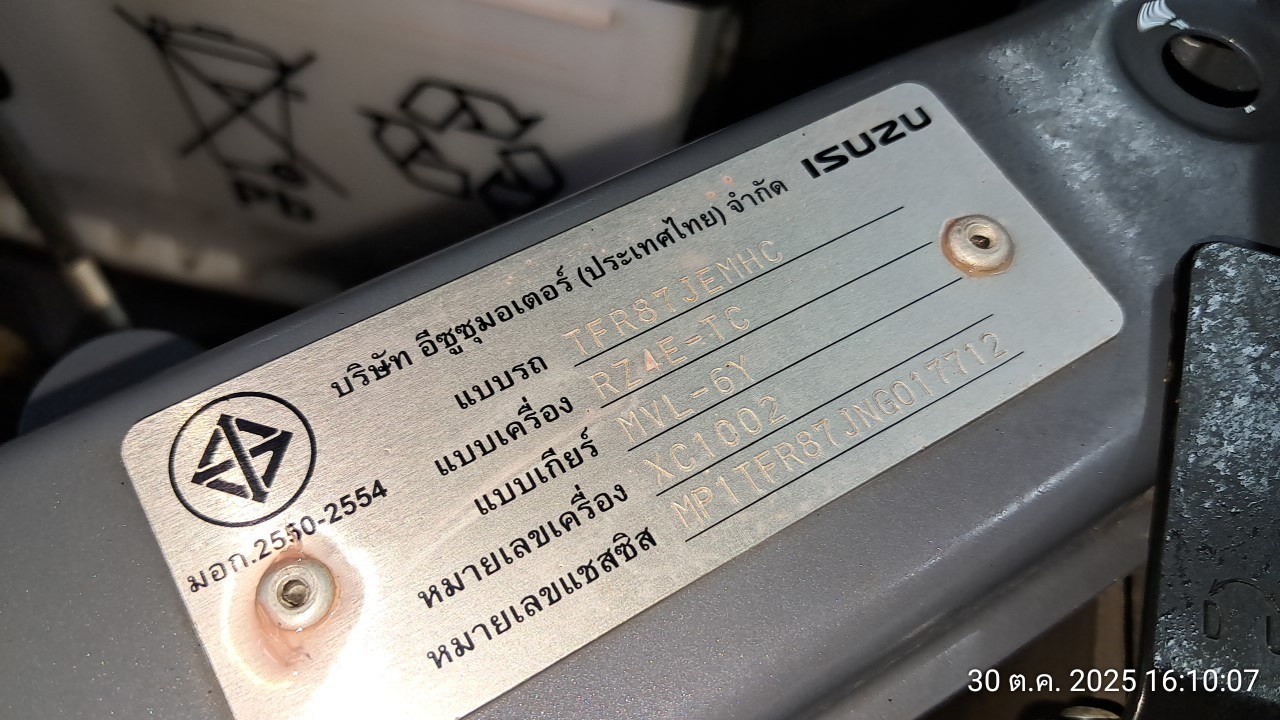 ISUZU
บริษัท อีซูซุมอเตอร์ (ประเทศไทย) จำกัด
แบบรถ TFR87JEMHC
แบบเครื่อง RZ4E-TC
แบบเกียร์ MVL-6Y
หมายเลขเครื่อง XC1002
หมายเลขแชสซิส MP1TFR87JNG017712
มอก.2550-2554
Pb
30 ต.ค. 2025 16:10:07